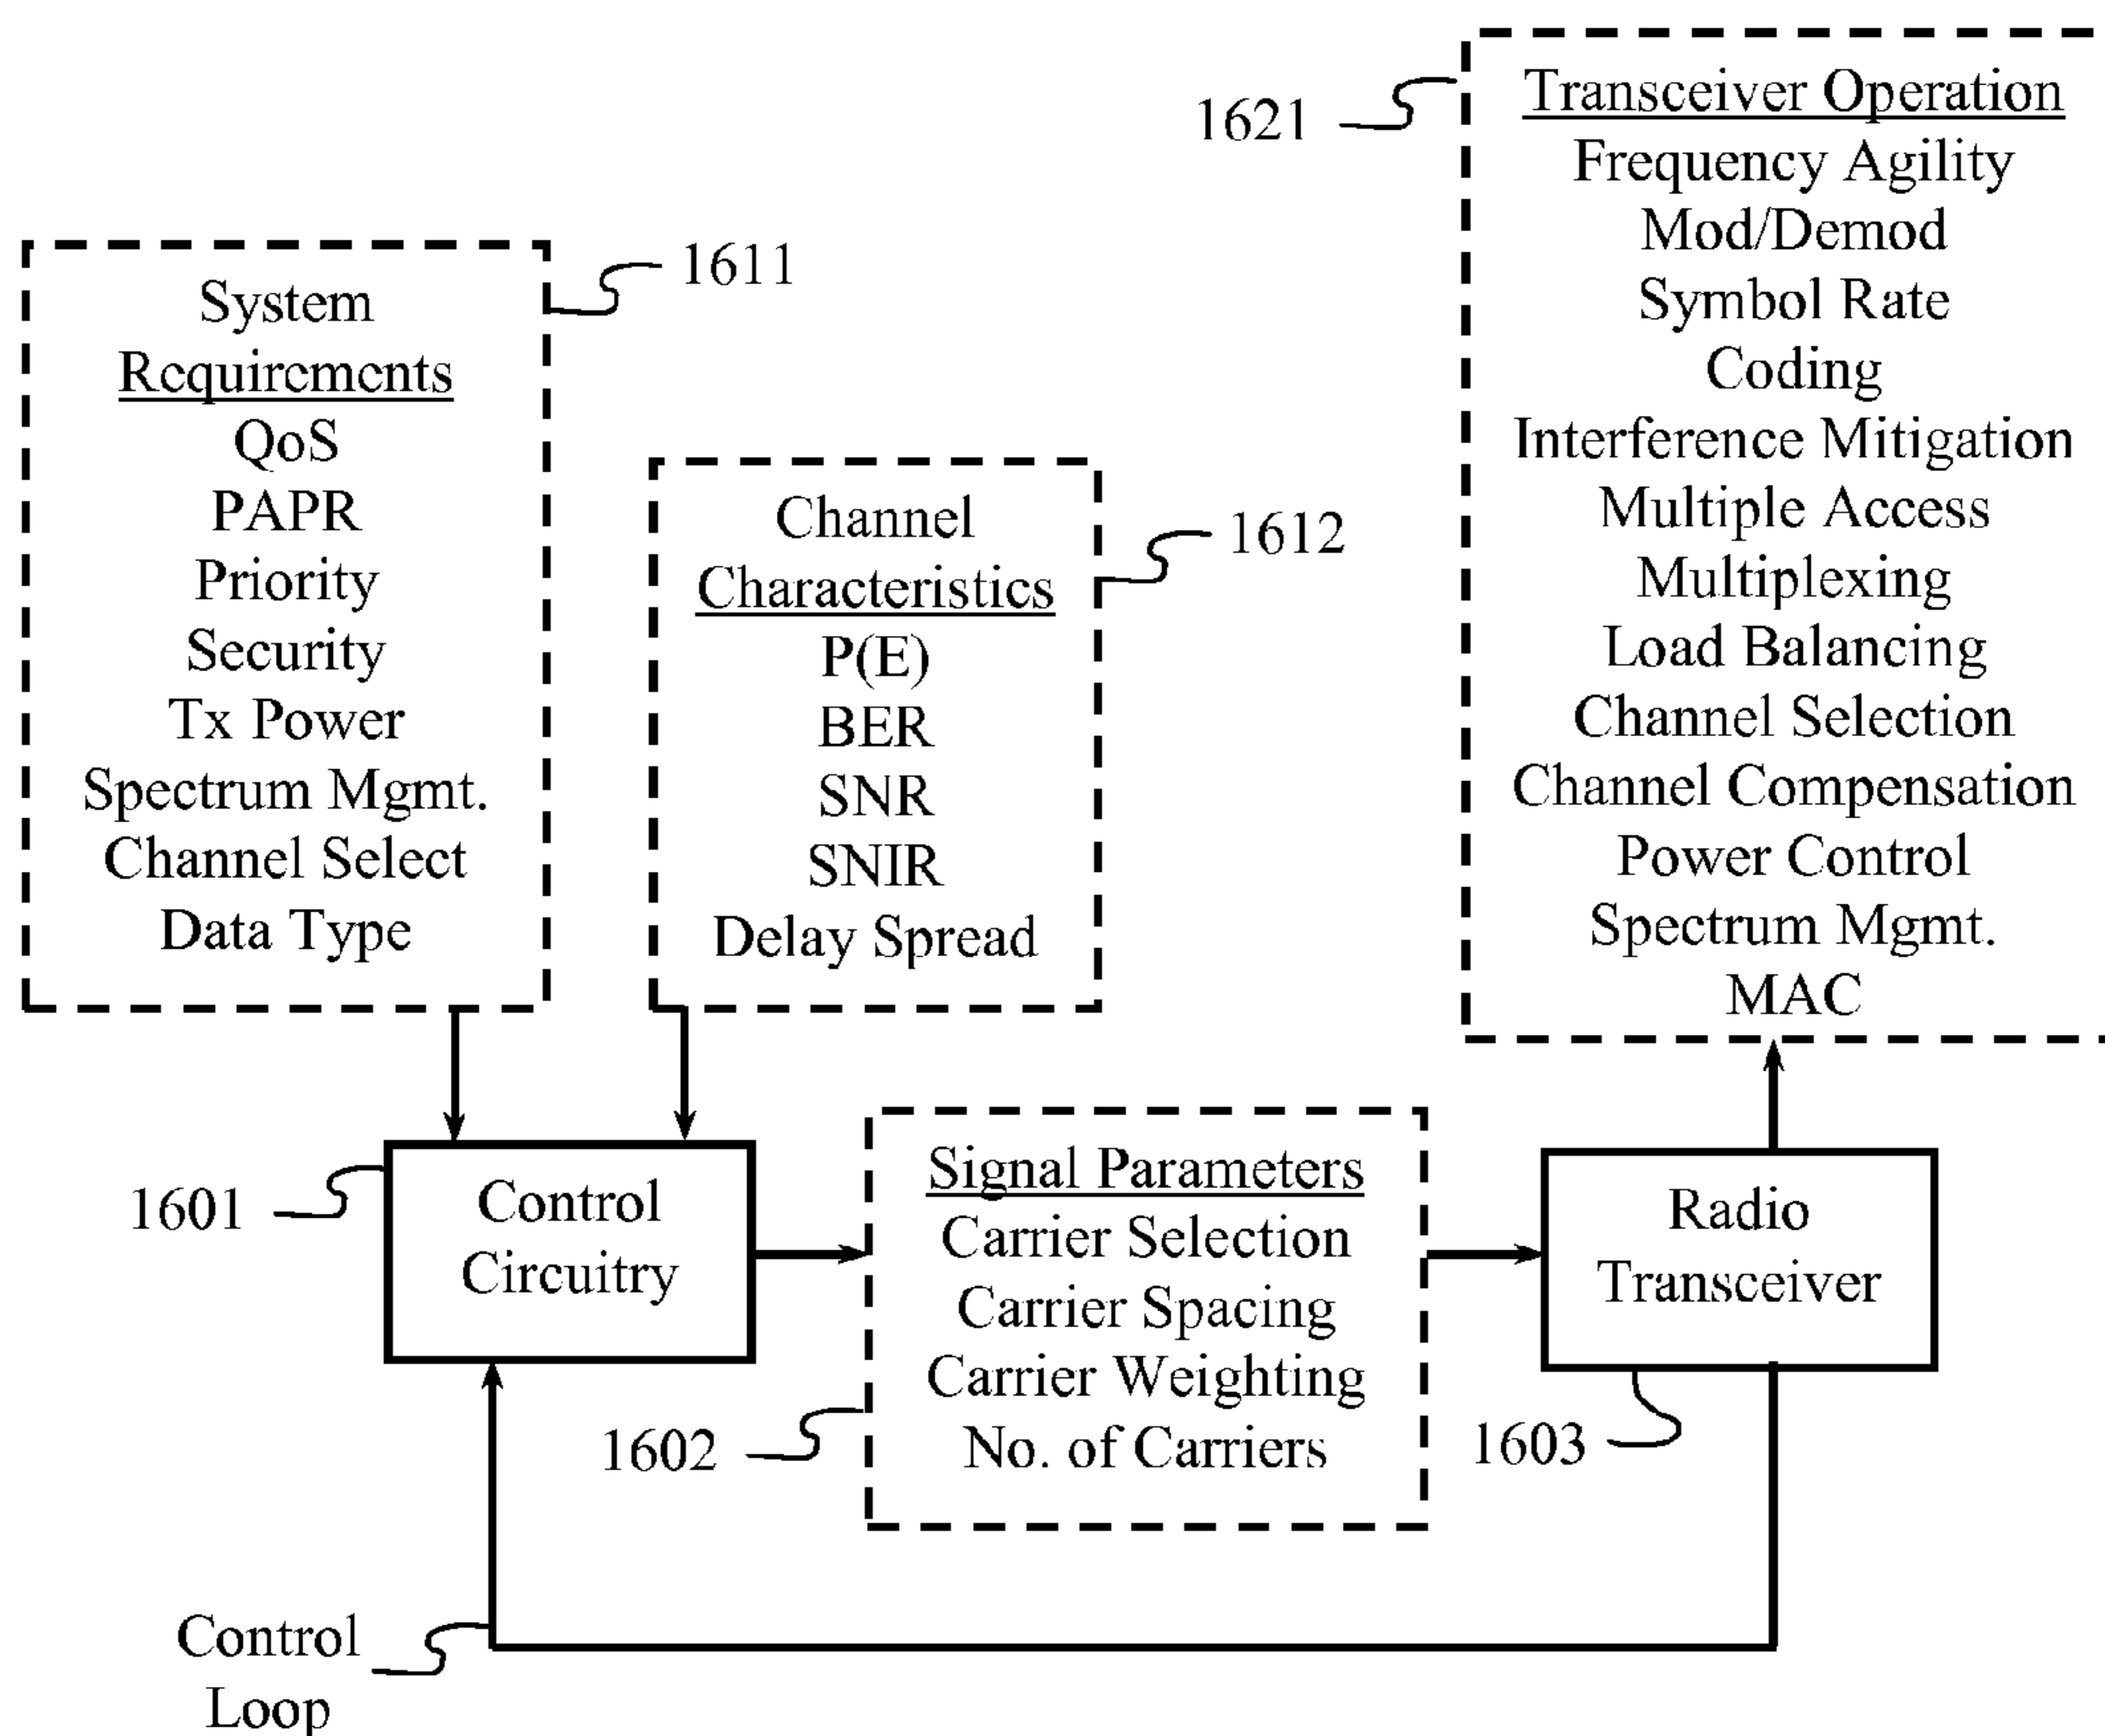 1621
Transceiver Operation
Frequency Agility
Mod/Demod
Symbol Rate
Coding
Interference Mitigation
Multiple Access
Multiplexing
Load Balancing
Channel Selection
Channel Compensation
Power Control
Spectrum Mgmt.
MAC
1611
System
Requirements
QoS
PAPR
Priority
Security
Tx Power
Spectrum Mgmt.
Channel Select
Data Type
1612
Channel
Characteristics
P(E)
BER
SNR
SNIR
Delay Spread
1601
Control
Circuitry
Signal Parameters
Carrier Selection
Carrier Spacing
Carrier Weighting
No. of Carriers
1602
Radio
Transceiver
1603
Control
Loop